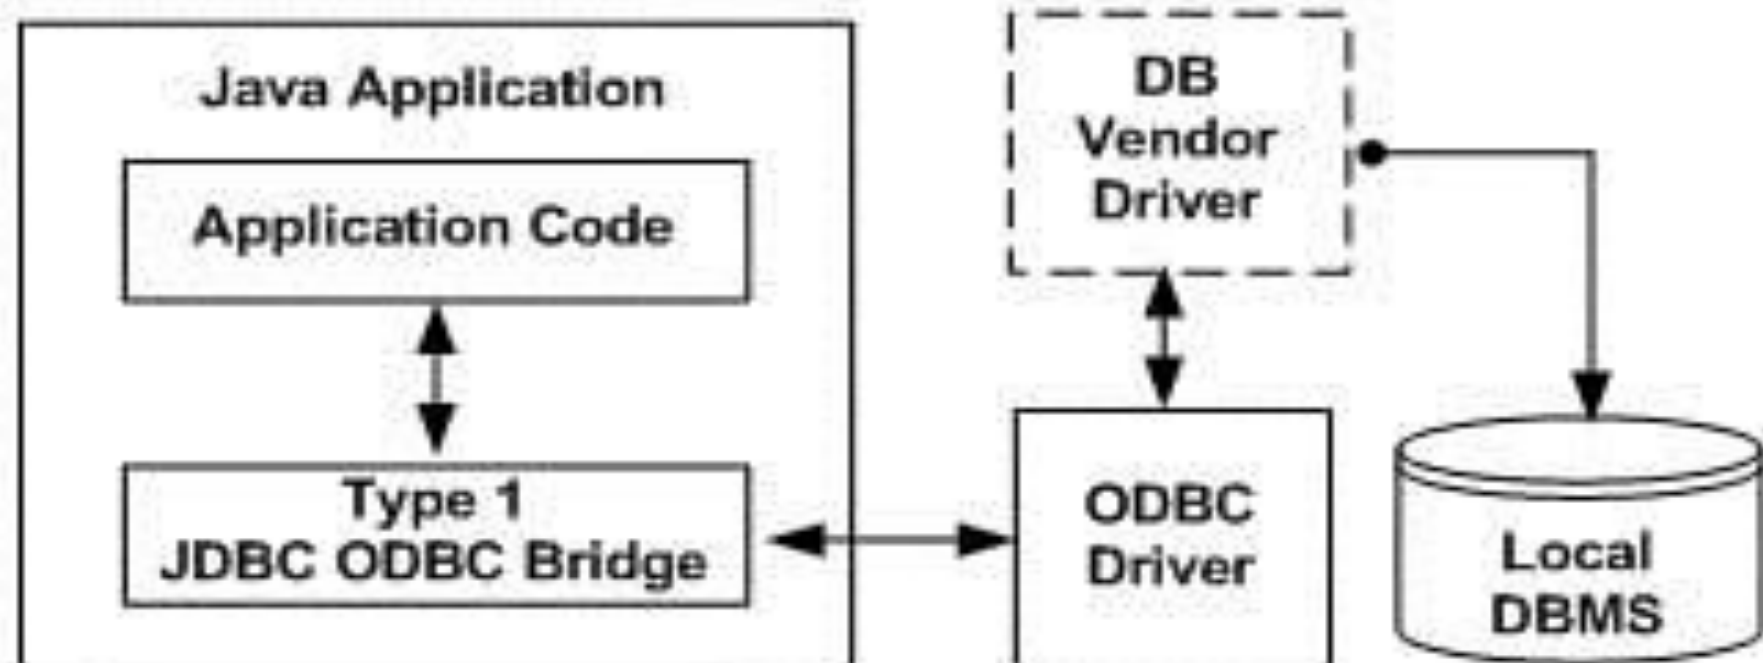 Java Application
Application Code
Type 1
JDBC ODBC Bridge
DB
Vendor
Driver
ODBC
Driver
Local
DBMS